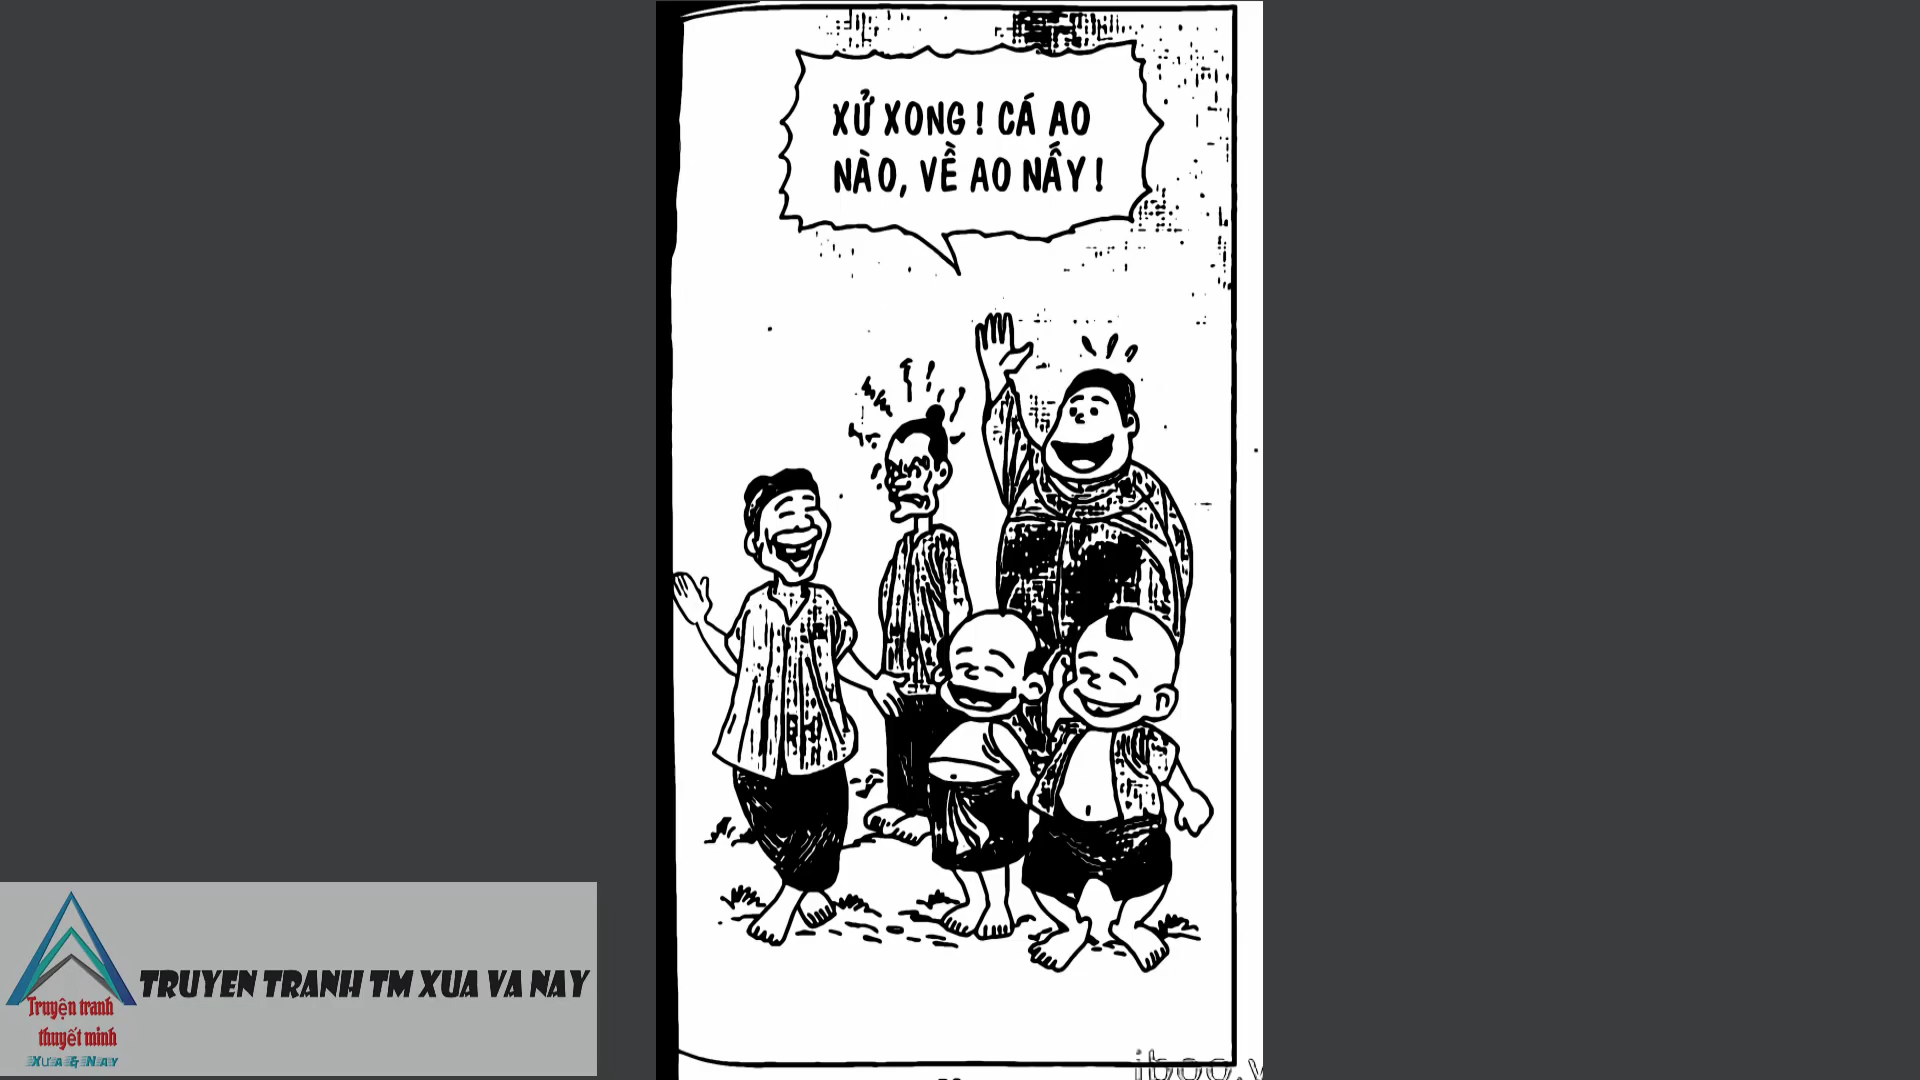 XỬ XONG! CÁ AO
NÀO, VỀ AO NẤY!
TRUYEN TRANH TM XUA VA NAY
Truyện tranh
thuyết minh
Xưa & Nay